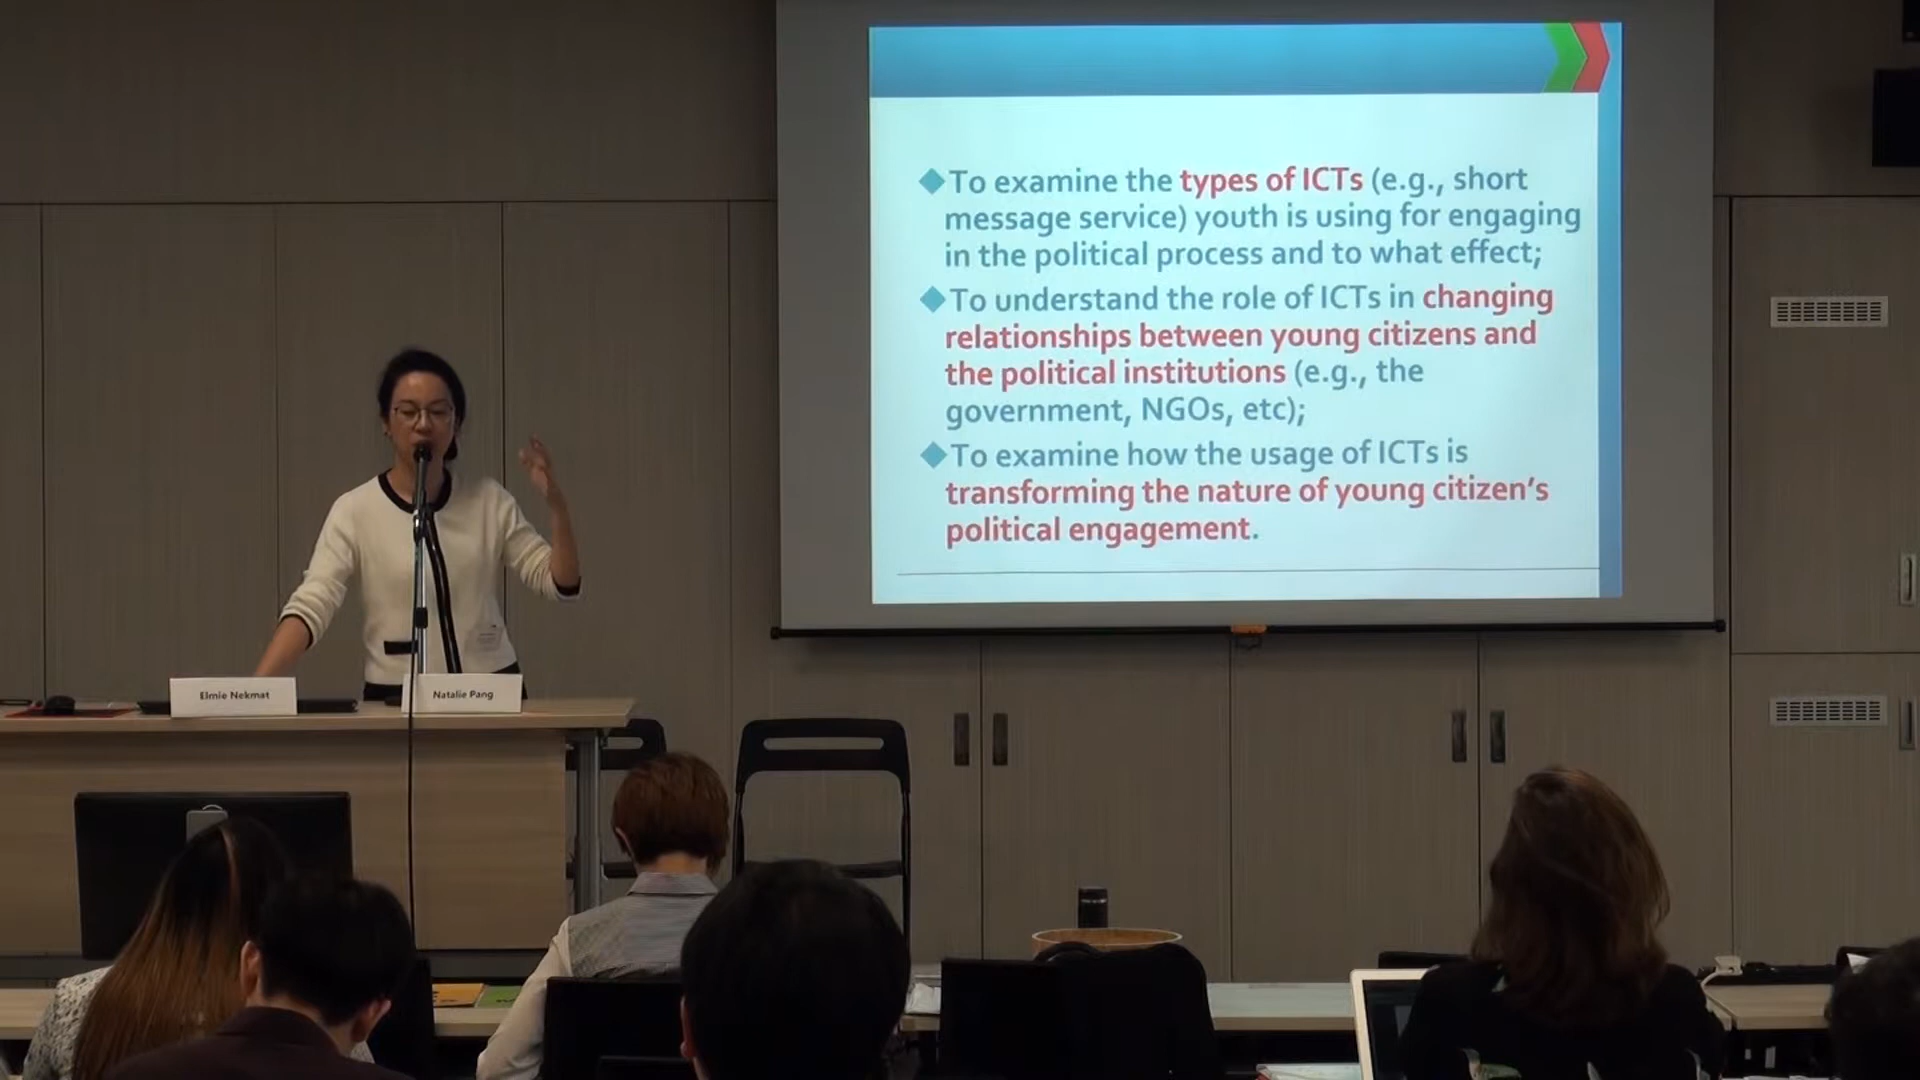 ◆To examine the types of ICTs (e.g., short
message service) youth is using for engaging
in the political process and to what effect;
◆To understand the role of ICTs in changing
relationships between young citizens and
the political institutions (e.g., the
government, NGOs, etc);
◆To examine how the usage of ICTs is
transforming the nature of young citizen's
political engagement.
Elmie Nekmat
Natalie Pang